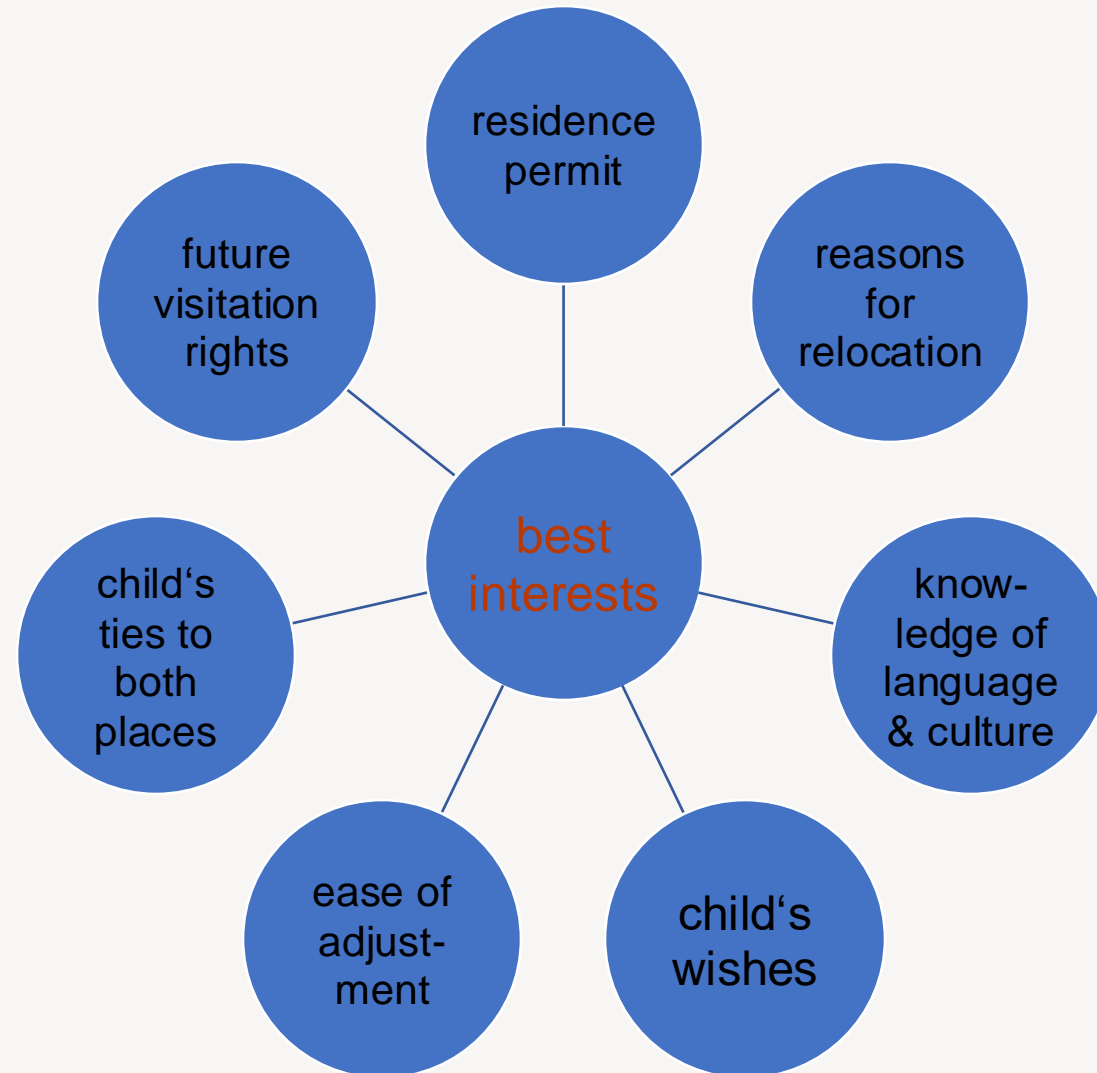 residence
permit
future
visitation
rights
reasons
for
relocation
best
interests
child‘s
ties to
both
places
know-
ledge of
language
& culture
ease of
adjust-
ment
child‘s
wishes